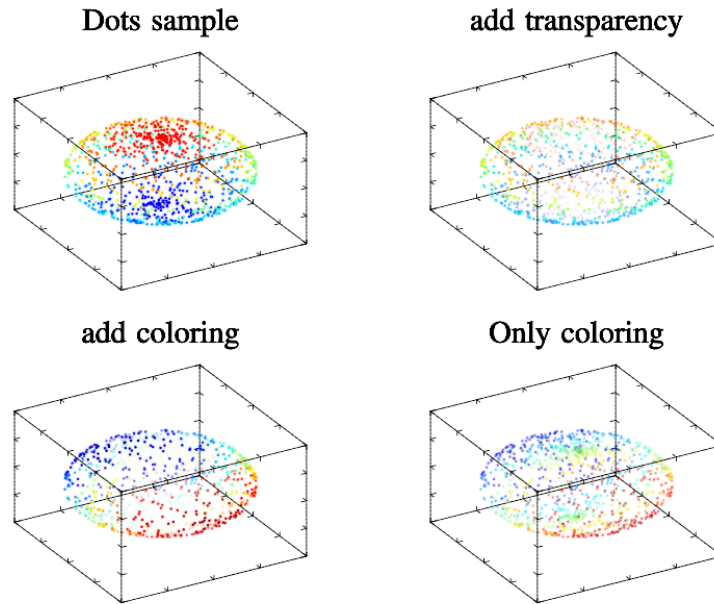 Dots sample
add transparency
add coloring
Only coloring